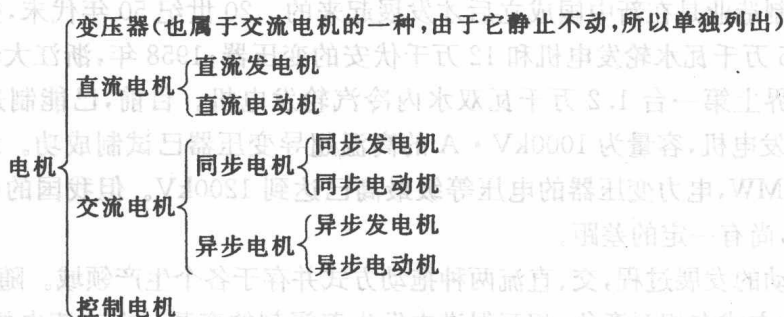 变压器(也属于交流电机的一种,由于它静止不动,所以单独列出)
直流电机
直流发电机
直流电动机
电机
交流电机
同步电机
同步发电机
同步电动机
异步电机
异步发电机
异步电动机
控制电机